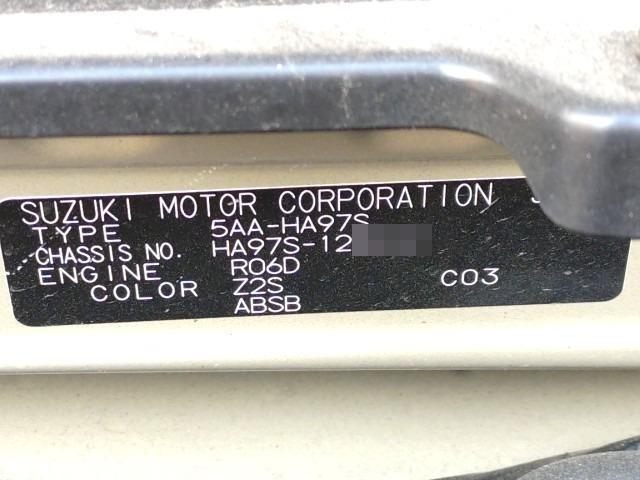 SUZUKI MOTOR CORPORATION
TYPE 5AA-HA97S
CHASSIS NO. HA97S-12
ENGINE R06D
COLOR Z2S C03
ABSB